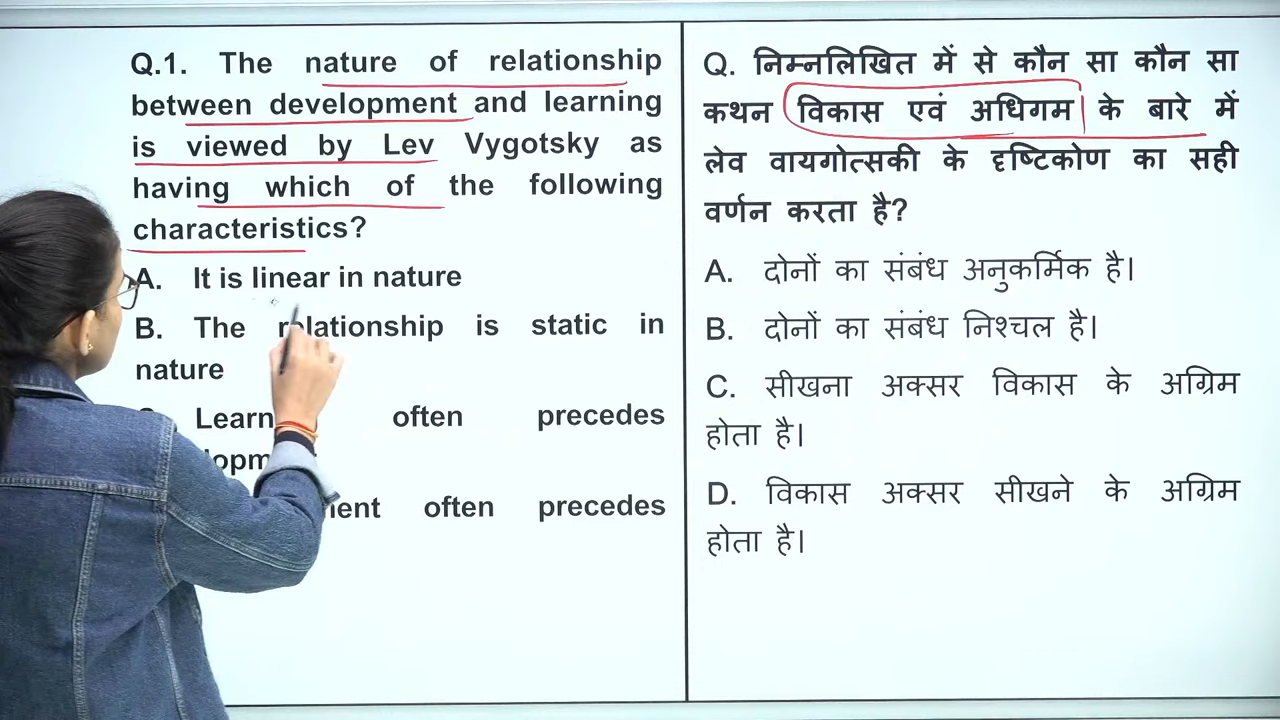 Q.1. The nature of relationship
between development and learning
is viewed by Lev Vygotsky as
having which of the following
characteristics?
A. It is linear in nature
B. The relationship is static in
nature
Learn often precedes
lopm
ent often precedes
Q. निम्नलिखित में से कौन सा कौन सा
कथन विकास एवं अधिगम के बारे में
लेव वायगोत्सकी के दृष्टिकोण का सही
वर्णन करता है?
A. दोनों का संबंध अनुकर्मिक है।
B. दोनों का संबंध निश्चल है।
C. सीखना अक्सर विकास के अग्रिम
होता है।
D. विकास अक्सर सीखने के अग्रिम
होता है।